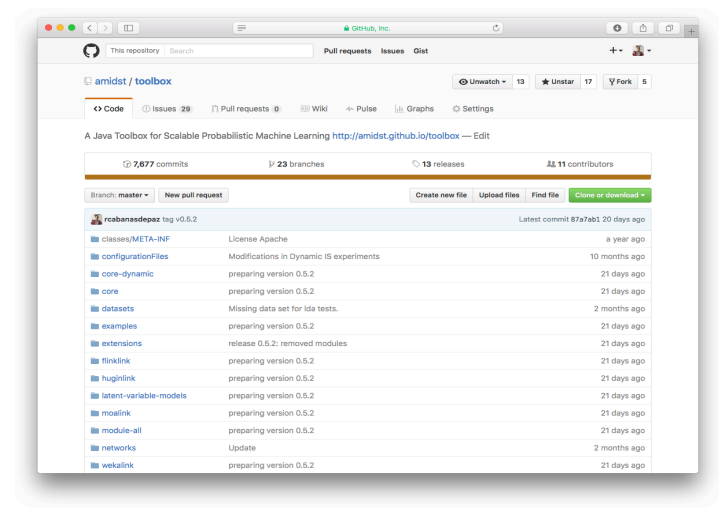 GitHub, Inc.
This repository Search Pull requests Issues Gist
amidst / toolbox Unwatch 13 Unstar 17 Fork 5
Code Issues 29 Pull requests 0 Wiki Pulse Graphs Settings
A Java Toolbox for Scalable Probabilistic Machine Learning http://amidst.github.io/toolbox — Edit
7,677 commits 23 branches 13 releases 11 contributors
Branch: master New pull request Create new file Upload files Find file Clone or download
rcabanasdepaz tag v0.5.2 Latest commit 87a7ab1 20 days ago
classes/META-INF License Apache a year ago
configurationFiles Modifications in Dynamic IS experiments 10 months ago
core-dynamic preparing version 0.5.2 21 days ago
core preparing version 0.5.2 21 days ago
datasets Missing data set for lda tests. 2 months ago
examples preparing version 0.5.2 21 days ago
extensions release 0.5.2: removed modules 21 days ago
flinklink preparing version 0.5.2 21 days ago
huginlink preparing version 0.5.2 21 days ago
latent-variable-models preparing version 0.5.2 21 days ago
moalink preparing version 0.5.2 21 days ago
module-all preparing version 0.5.2 21 days ago
networks Update 2 months ago
wekalink preparing version 0.5.2 21 days ago